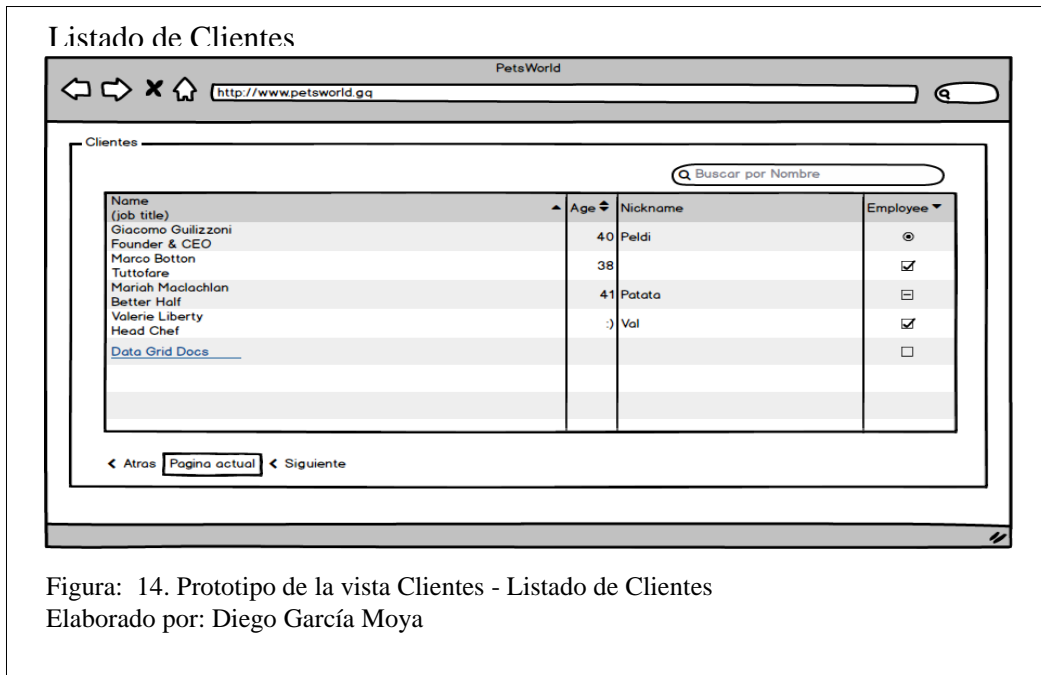 Listado de Clientes
PetsWorld
http://www.petsworld.gq
Clientes
Buscar por Nombre
Name
(job title)
Age
Nickname
Employee
Giacomo Guilizzoni
Founder & CEO
40
Peldi
Marco Botton
Tuttofare
38
Mariah Maclachlan
Better Half
41
Patata
Valerie Liberty
Head Chef
:)
Val
Data Grid Docs
< Atras
Pagina actual
< Siguiente
Figura:  14. Prototipo de la vista Clientes - Listado de Clientes
Elaborado por: Diego García Moya